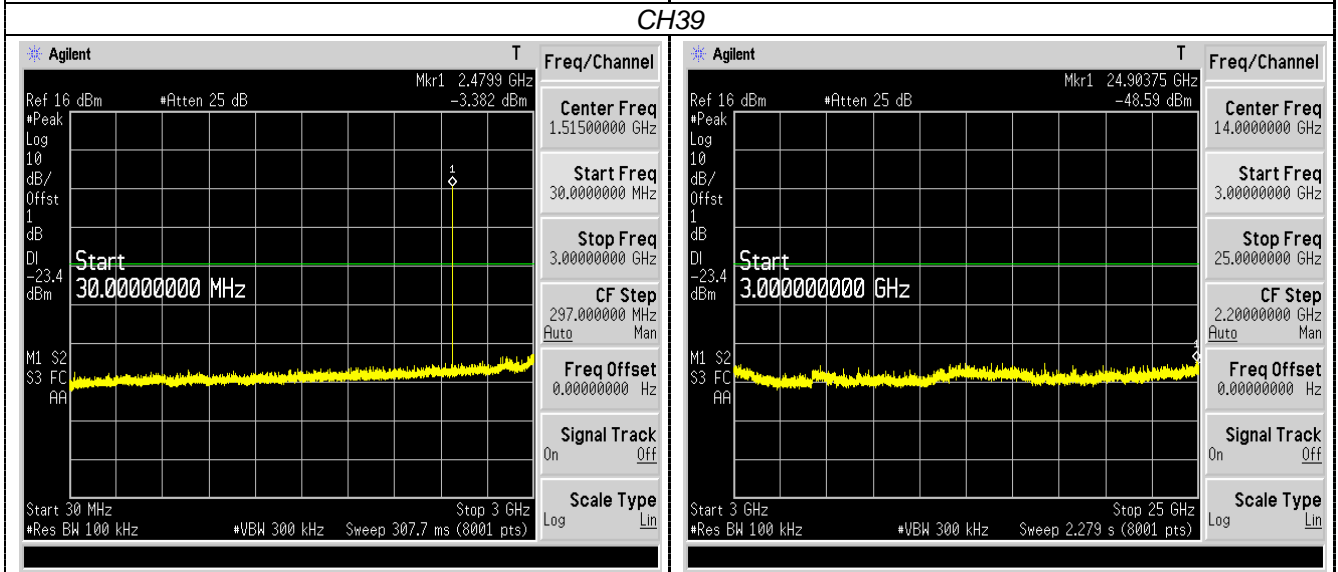 CH39
Agilent T
Freq/Channel
Mkr1 2.4799 GHz
Ref 16 dBm #Atten 25 dB -3.382 dBm
#Peak
Log
10
dB/
Offst
1
dB
DI
-23.4
dBm
M1 S2
S3 FC
AA
1
Start
30.00000000 MHz
Start 30 MHz Stop 3 GHz
#Res BW 100 kHz #VBW 300 kHz Sweep 307.7 ms (8001 pts)
Center Freq
1.51500000 GHz
Start Freq
30.0000000 MHz
Stop Freq
3.00000000 GHz
CF Step
297.000000 MHz
Auto Man
Freq Offset
0.00000000 Hz
Signal Track
On Off
Scale Type
Log Lin
Agilent T
Freq/Channel
Mkr1 24.90375 GHz
Ref 16 dBm #Atten 25 dB -48.59 dBm
#Peak
Log
10
dB/
Offst
1
dB
DI
-23.4
dBm
M1 S2
S3 FC
AA
1
Start
3.000000000 GHz
Start 3 GHz Stop 25 GHz
#Res BW 100 kHz #VBW 300 kHz Sweep 2.279 s (8001 pts)
Center Freq
14.0000000 GHz
Start Freq
3.00000000 GHz
Stop Freq
25.0000000 GHz
CF Step
2.20000000 GHz
Auto Man
Freq Offset
0.00000000 Hz
Signal Track
On Off
Scale Type
Log Lin